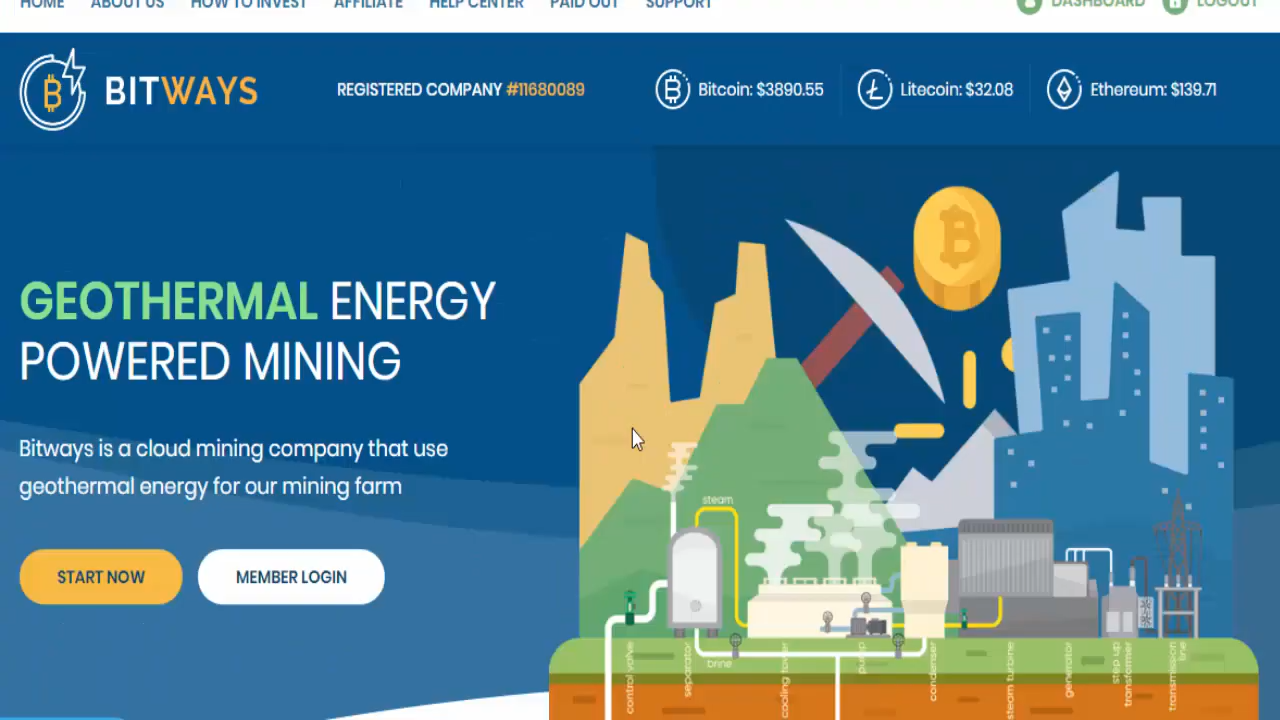 HOME ABOUT US HOW TO INVEST AFFILIATE HELP CENTER PAID OUT SUPPORT DASHBOARD LOGOUT
BITWAYS REGISTERED COMPANY #11680089 Bitcoin: $3890.55 Litecoin: $32.08 Ethereum: $139.71
GEOTHERMAL ENERGY
POWERED MINING
Bitways is a cloud mining company that use
geothermal energy for our mining farm
START NOW MEMBER LOGIN
steam
brine
control valve
separator
cooling tower
pump
condenser
steam turbine
generator
step up
transformer
transmission
line